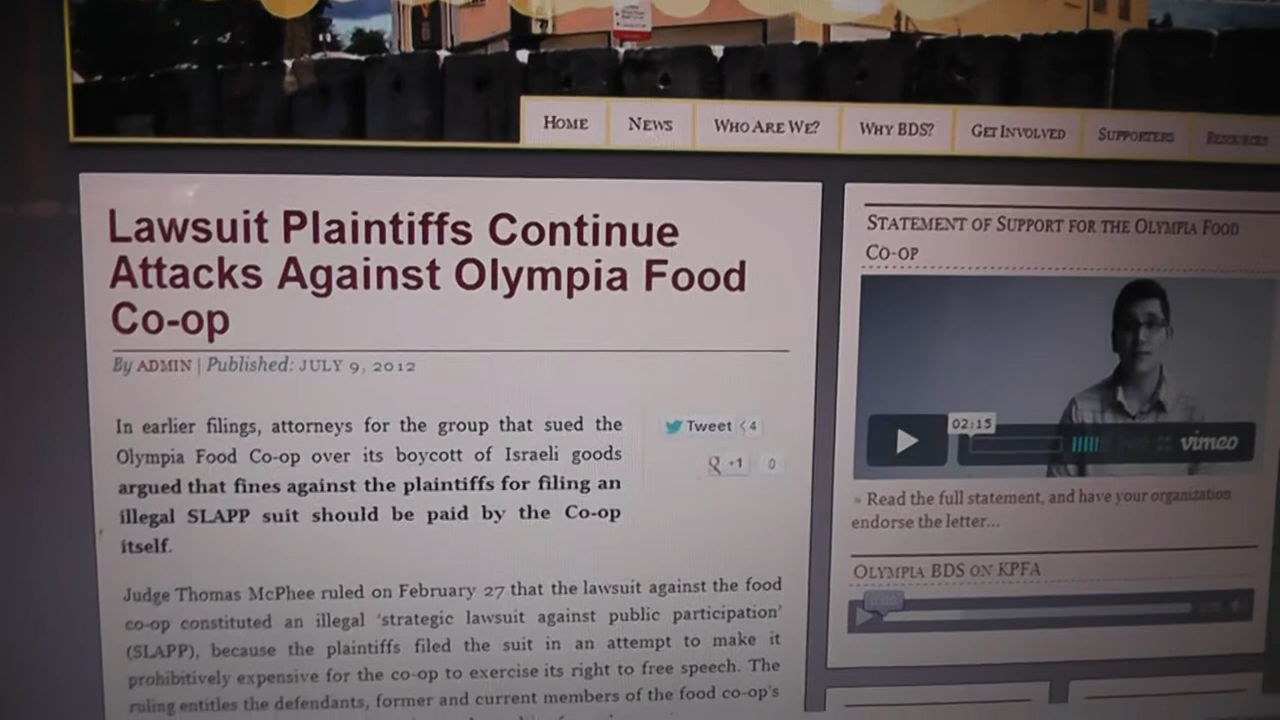 HOME NEWS WHO ARE WE? WHY BDS? GET INVOLVED SUPPORTERS RESOURCES
Lawsuit Plaintiffs Continue
Attacks Against Olympia Food
Co-op
By ADMIN | Published: JULY 9, 2012
In earlier filings, attorneys for the group that sued the
Olympia Food Co-op over its boycott of Israeli goods
argued that fines against the plaintiffs for filing an
illegal SLAPP suit should be paid by the Co-op
itself.
Tweet 4
+1 0
Judge Thomas McPhee ruled on February 27 that the lawsuit against the food
co-op constituted an illegal 'strategic lawsuit against public participation'
(SLAPP), because the plaintiffs filed the suit in an attempt to make it
prohibitively expensive for the co-op to exercise its right to free speech. The
ruling entitles the defendants, former and current members of the food co-op's
STATEMENT OF SUPPORT FOR THE OLYMPIA FOOD
CO-OP
02:15
vimeo
» Read the full statement, and have your organization
endorse the letter...
OLYMPIA BDS ON KPFA